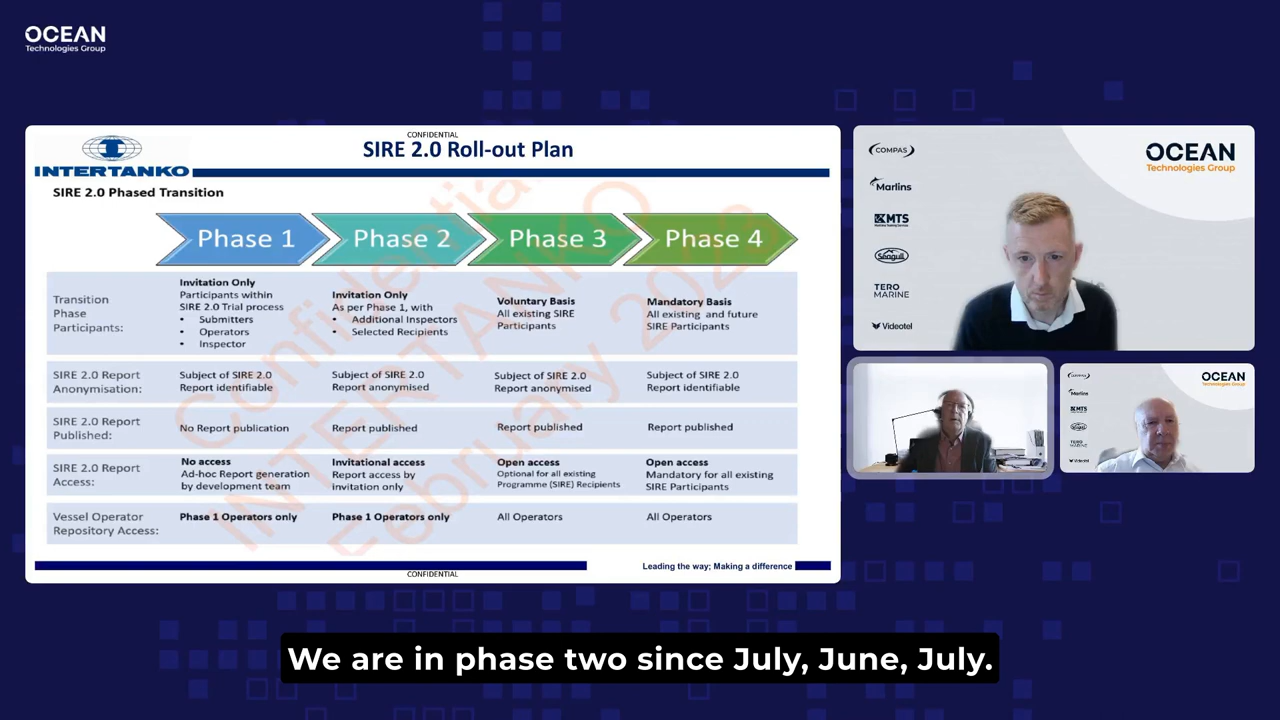 OCEAN
Technologies Group
CONFIDENTIAL
INTERTANKO
SIRE 2.0 Roll-out Plan
SIRE 2.0 Phased Transition
Phase 1
Phase 2
Phase 3
Phase 4
Transition
Phase
Participants:
Invitation Only
Participants within
SIRE 2.0 Trial process
• Submitters
• Operators
• Inspector
Invitation Only
As per Phase 1, with
• Additional Inspectors
• Selected Recipients
Voluntary Basis
All existing SIRE
Participants
Mandatory Basis
All existing and future
SIRE Participants
SIRE 2.0 Report
Anonymisation:
Subject of SIRE 2.0
Report identifiable
Subject of SIRE 2.0
Report anonymised
Subject of SIRE 2.0
Report anonymised
Subject of SIRE 2.0
Report identifiable
SIRE 2.0 Report
Published:
No Report publication
Report published
Report published
Report published
SIRE 2.0 Report
Access:
No access
Ad-hoc Report generation
by development team
Invitational access
Report access by
invitation only
Open access
Optional for all existing
Programme (SIRE) Recipients
Open access
Mandatory for all existing
SIRE Participants
Vessel Operator
Repository Access:
Phase 1 Operators only
Phase 1 Operators only
All Operators
All Operators
Confidential
INTERTANKO
February
Leading the way; Making a difference
CONFIDENTIAL
COMPAS
Marlins
MTS
Seagull
TERO
MARINE
Videotel
OCEAN
Technologies Group
COMPAS
Marlins
MTS
Seagull
TERO
MARINE
Videotel
OCEAN
Technologies Group
We are in phase two since July, June, July.